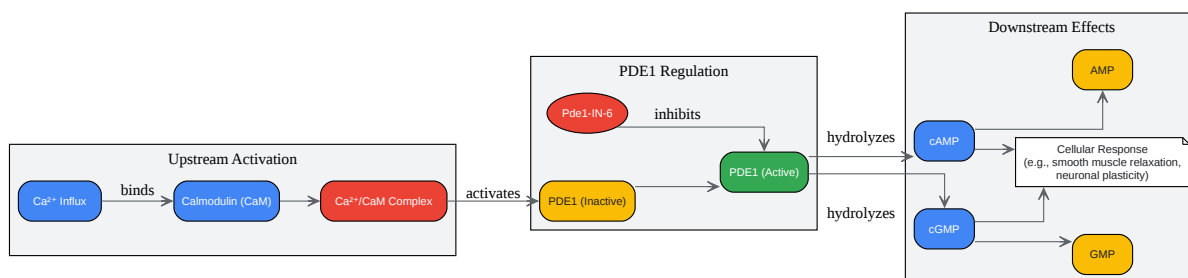 Upstream Activation
Ca²⁺ Influx
binds
Calmodulin (CaM)
Ca²⁺/CaM Complex
activates
PDE1 Regulation
Pde1-IN-6
inhibits
PDE1 (Inactive)
PDE1 (Active)
hydrolyzes
hydrolyzes
Downstream Effects
AMP
cAMP
Cellular Response
(e.g., smooth muscle relaxation,
neuronal plasticity)
cGMP
GMP